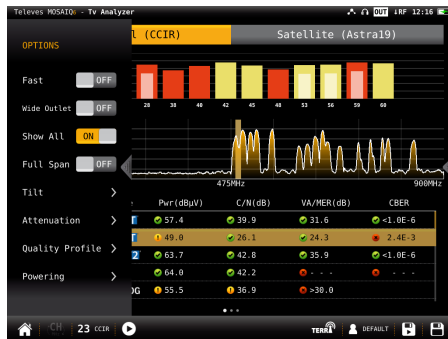 Televes MOSAIQ6 - Tv Analyzer OUT ↓RF 12:16
OPTIONS
l (CCIR) Satellite (Astra19)
Fast OFF
Wide Outlet OFF
28 38 40 42 45 48 53 56 59 60
Show All ON
Full Span OFF
475MHz 900MHz
Tilt >
Pwr(dBµV) C/N(dB) VA/MER(dB) CBER
Attenuation >
T 57.4 39.9 31.6 <1.0E-6
T 49.0 26.1 24.3 2.4E-3
Quality Profile >
2 63.7 42.8 35.9 <1.0E-6
Powering >
64.0 42.2 - - - - - -
OG 55.5 36.9 >30.0
CH 23 CCIR TERRA DEFAULT